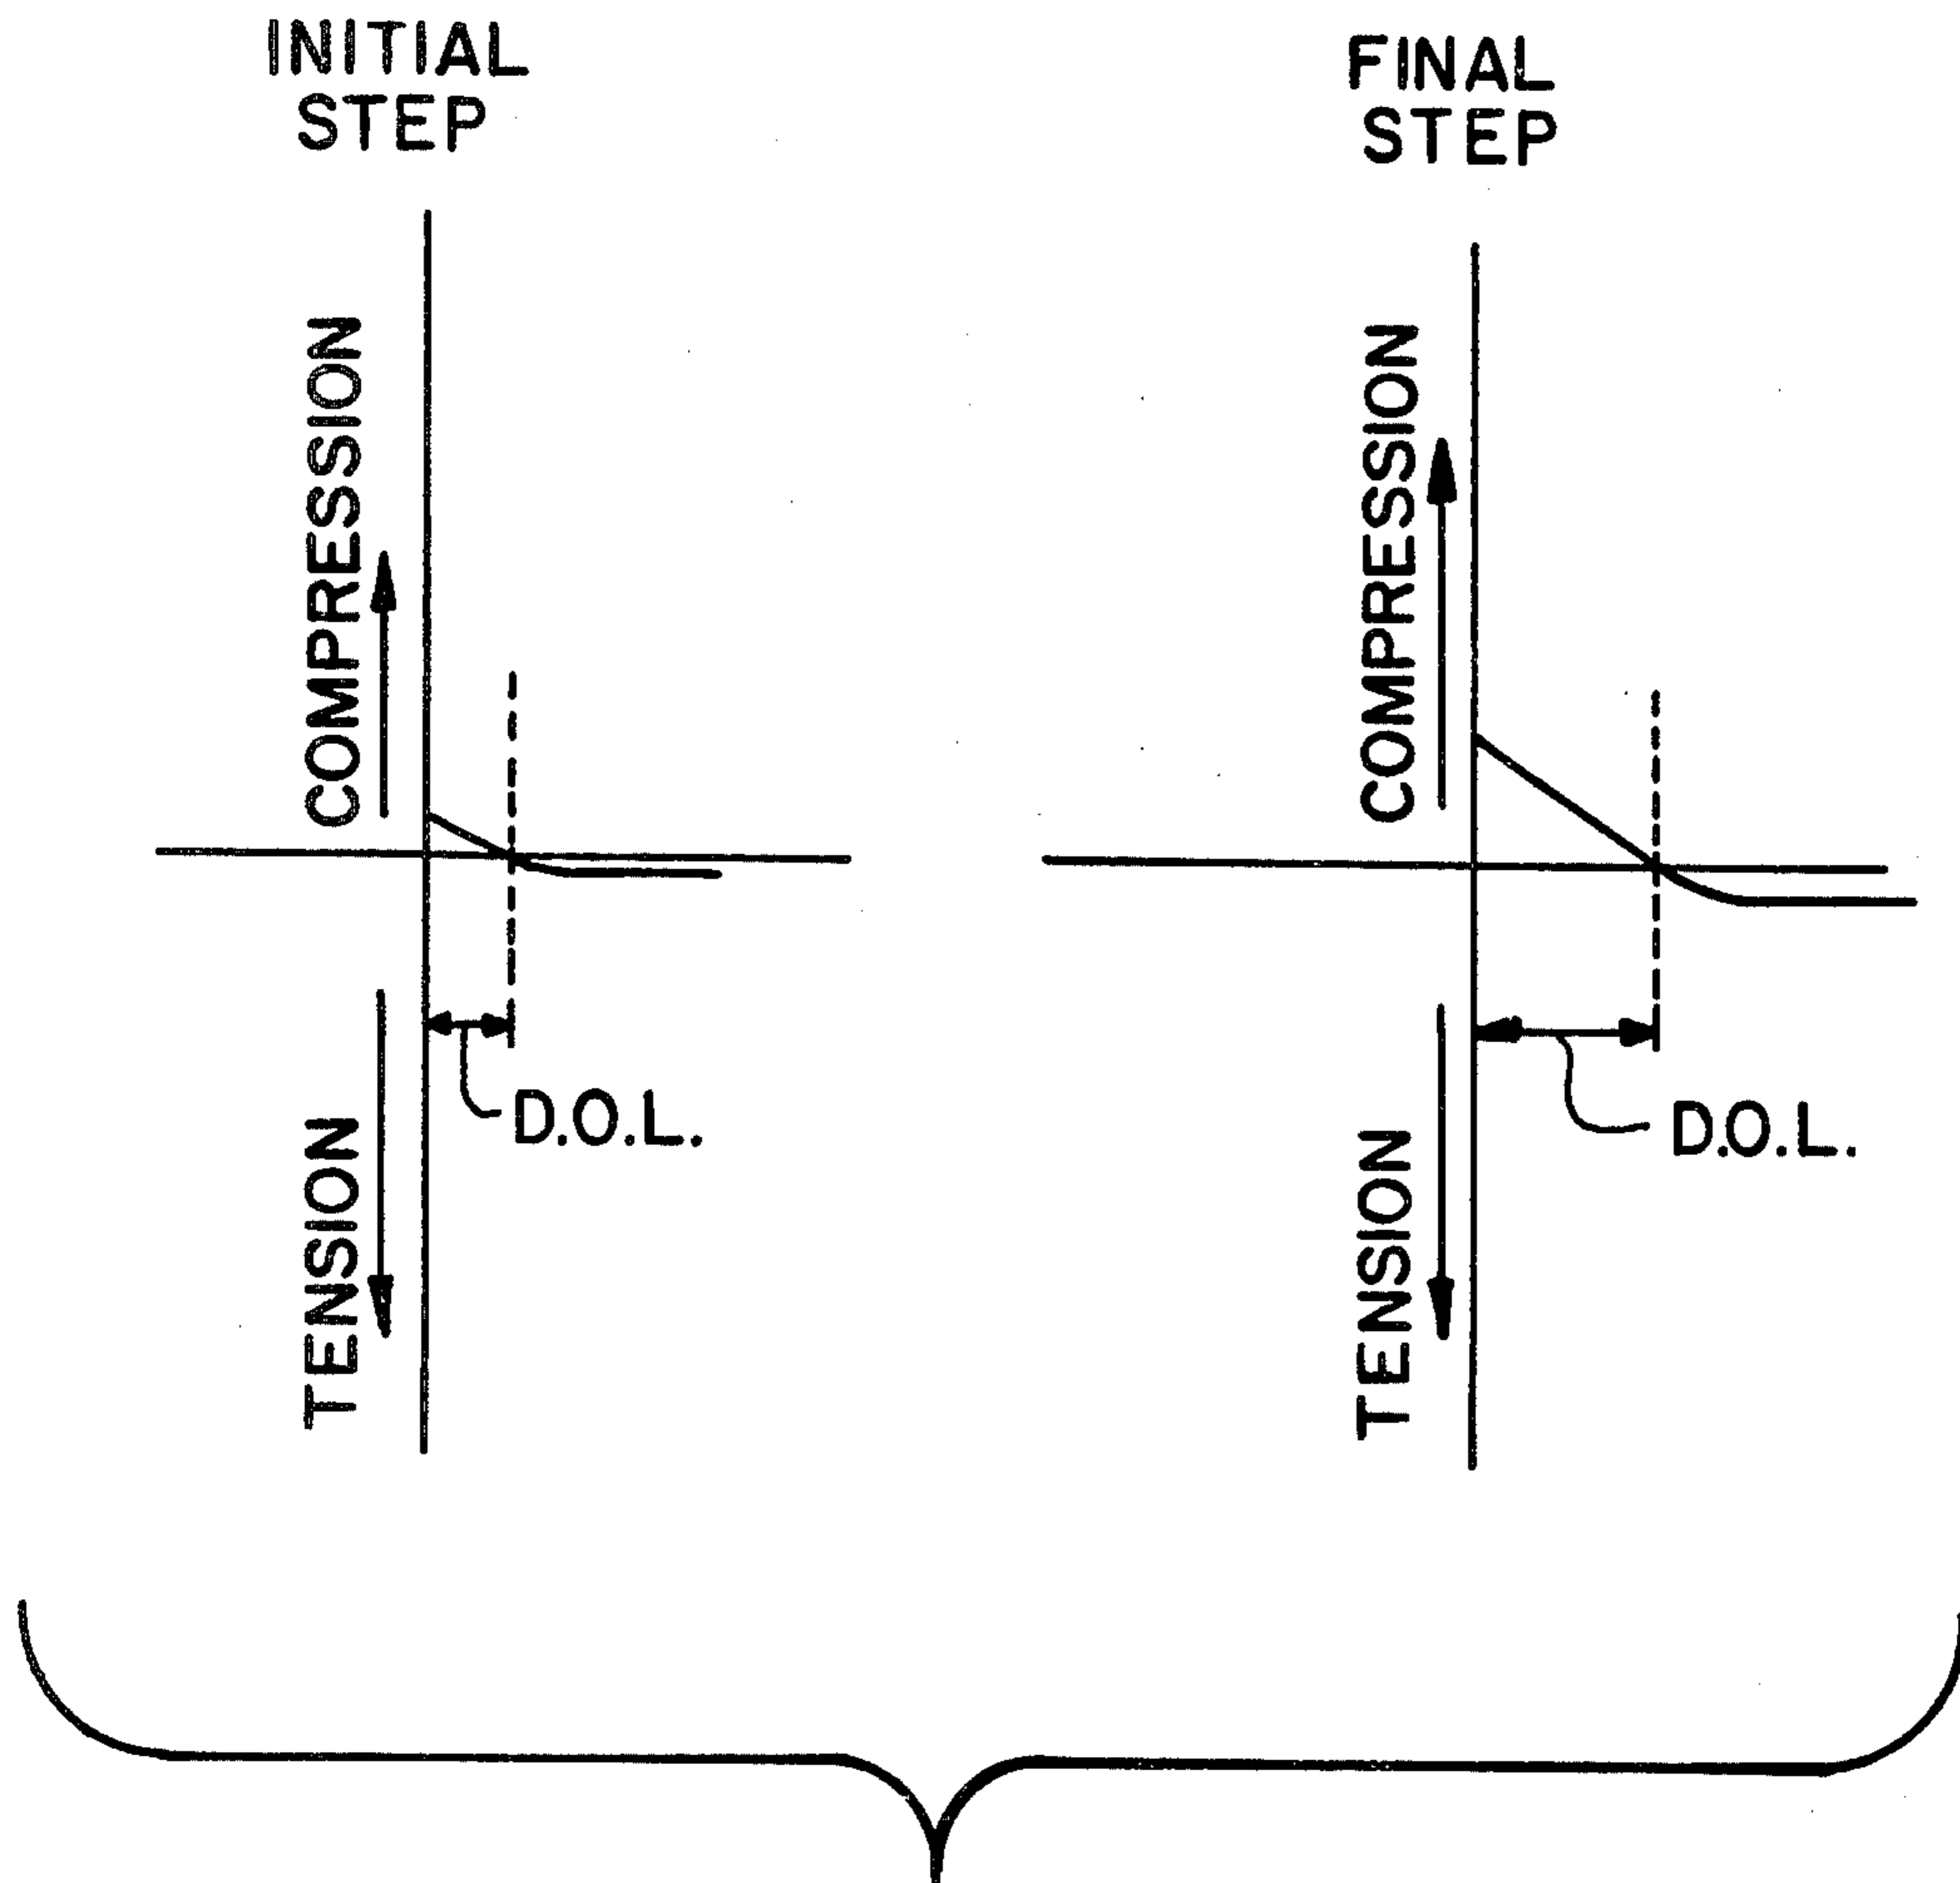 INITIAL
STEP
COMPRESSION
TENSION
D.O.L.
FINAL
STEP
COMPRESSION
TENSION
D.O.L.